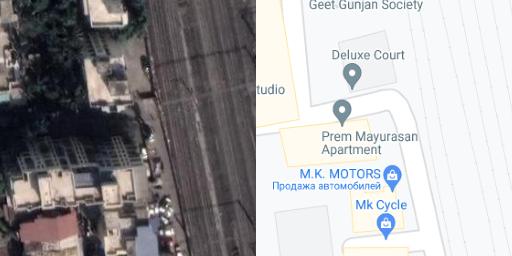 Geet Gunjan Society
Deluxe Court
tudio
Prem Mayurasan
Apartment
M.K. MOTORS
Продажа автомобилей
Mk Cycle